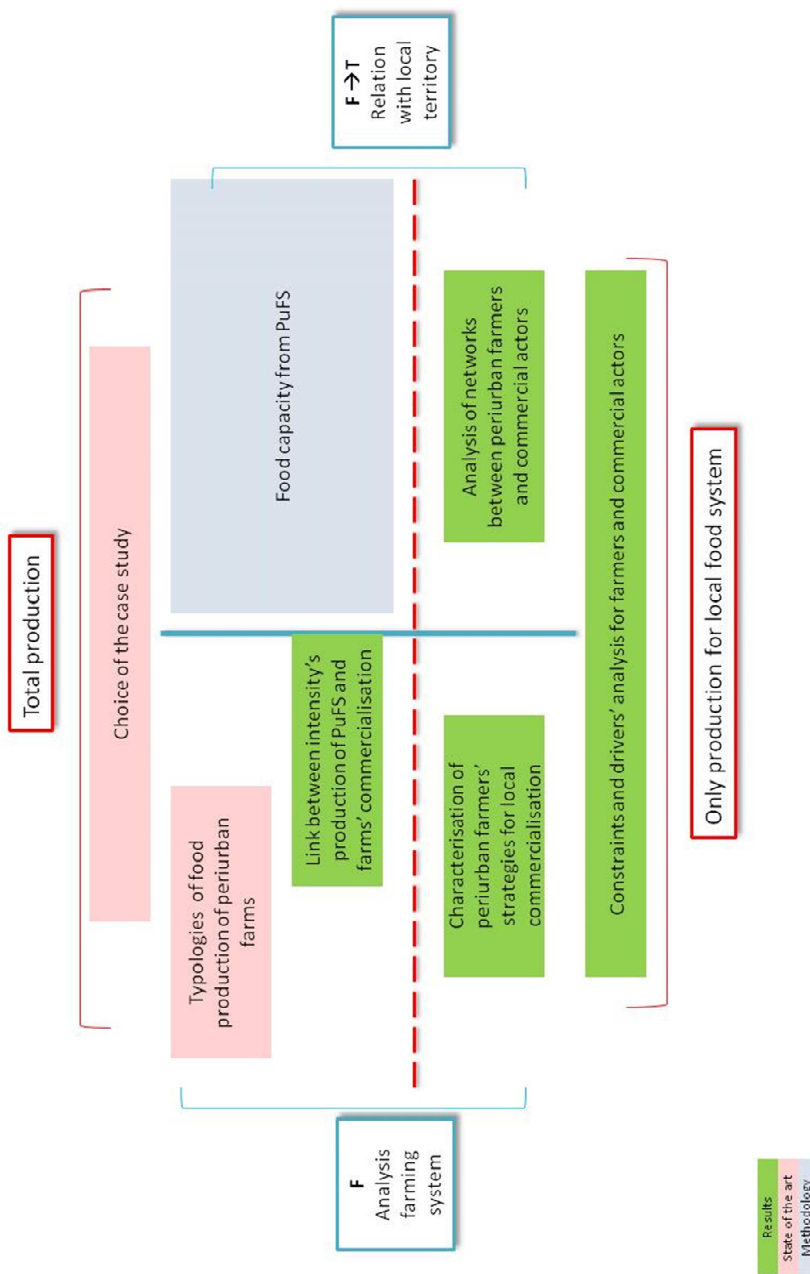 Total production
Choice of the case study
Typologies of food
production of periurban
farms
Food capacity from PuFS
Link between intensity's
production of PuFS and
farms' commercialisation
F
Analysis
farming
system
F→T
Relation
with local
territory
Characterisation of
periurban farmers'
strategies for local
commercialisation
Analysis of networks
between periurban farmers
and commercial actors
Constraints and drivers' analysis for farmers and commercial actors
Only production for local food system
Results
State of the art
Methodology